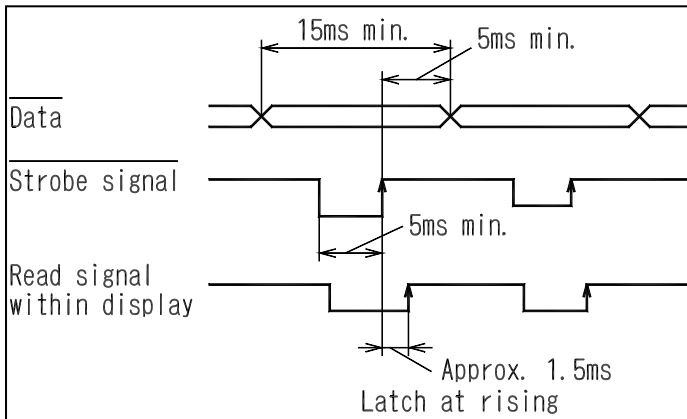 15ms min.
5ms min.
Data
Strobe signal
5ms min.
Read signal
within display
Approx. 1.5ms
Latch at rising